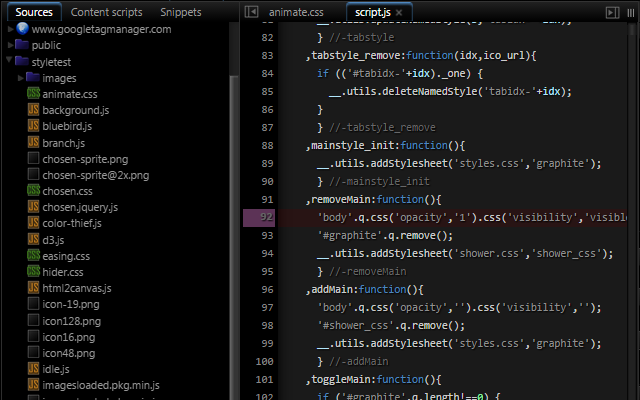 Sources
Content scripts
Snippets
www.googletagmanager.com
public
styletest
images
animate.css
background.js
bluebird.js
branch.js
chosen-sprite.png
chosen-sprite@2x.png
chosen.css
chosen.jquery.js
color-thief.js
d3.js
easing.css
hider.css
html2canvas.js
icon-19.png
icon128.png
icon16.png
icon48.png
idle.js
imagesloaded.pkg.min.js
animate.css
script.js ×
82 } //-tabstyle
83 ,tabstyle_remove:function(idx,ico_url){
84 if (('#tabidx-'+idx)._one) {
85 __.utils.deleteNamedStyle('tabidx-'+idx);
86 }
87 } //-tabstyle_remove
88 ,mainstyle_init:function(){
89 __.utils.addStylesheet('styles.css','graphite');
90 } //-mainstyle_init
91 ,removeMain:function(){
92 'body'.q.css('opacity','1').css('visibility','visible
93 '#graphite'.q.remove();
94 __.utils.addStylesheet('shower.css','shower_css');
95 } //-removeMain
96 ,addMain:function(){
97 'body'.q.css('opacity','').css('visibility','');
98 '#shower_css'.q.remove();
99 __.utils.addStylesheet('styles.css','graphite');
100 } //-addMain
101 ,toggleMain:function(){
102 if ('#graphite'.q.length!==0) {